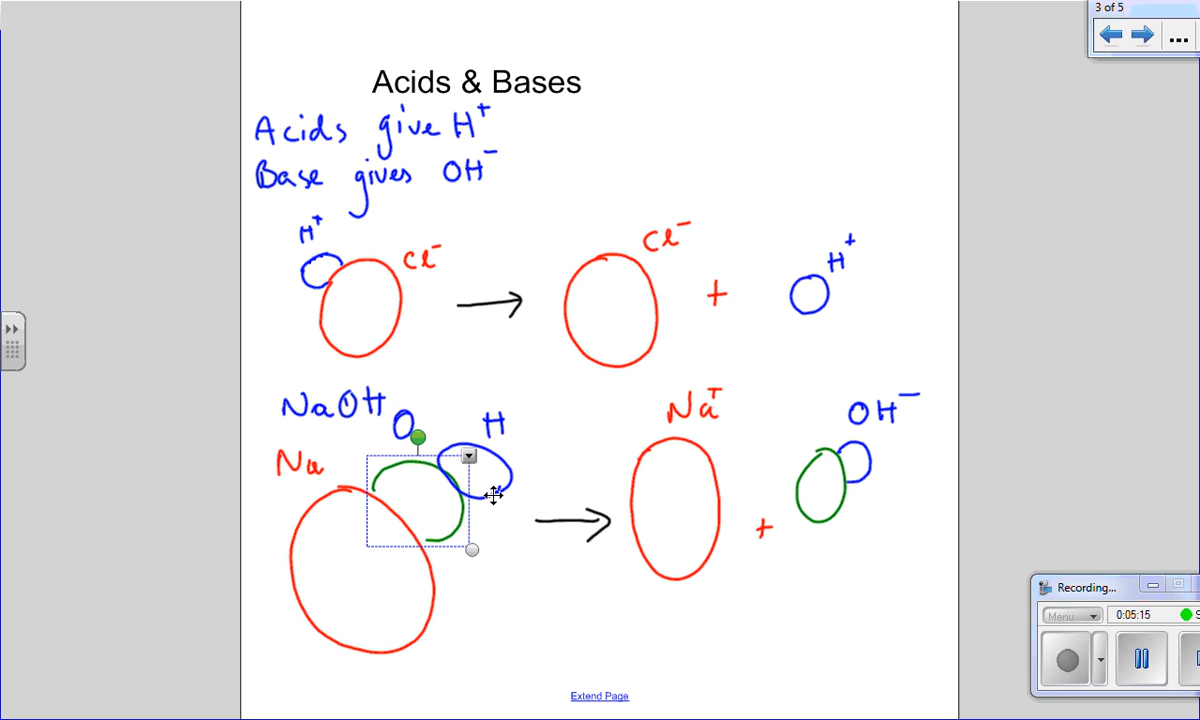 3 of 5
Acids & Bases
Acids give H⁺
Base gives OH⁻
H⁺
Cl⁻
Cl⁻
+
H⁺
NaOH
O
H
Na
Na⁺
+
OH⁻
Recording...
Menu
0:05:15
Extend Page